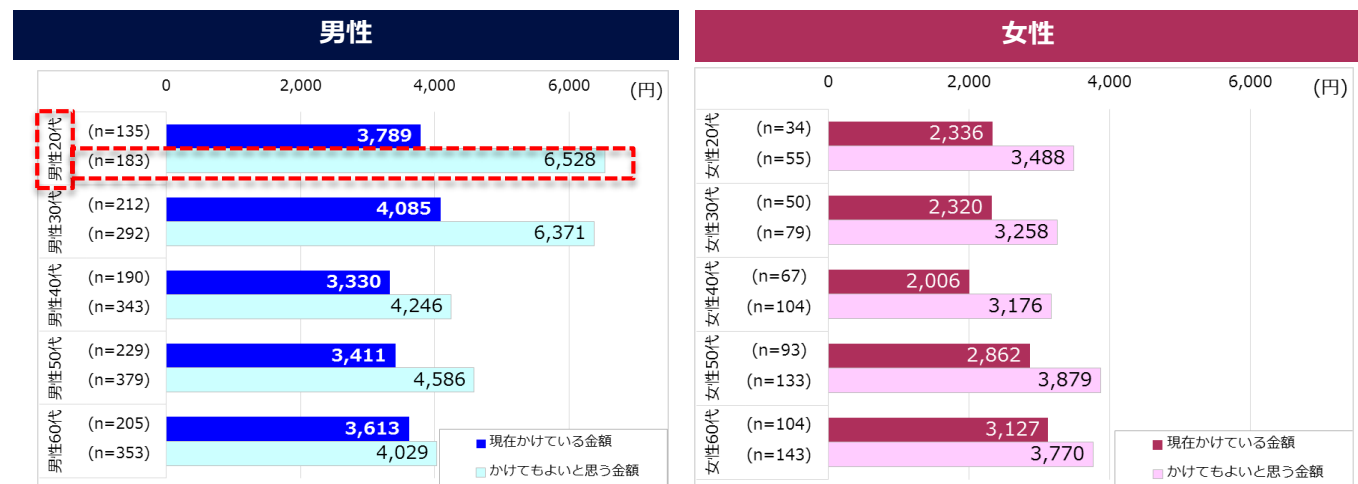 男性
0 2,000 4,000 6,000 (円)
男性20代
(n=135) 3,789
(n=183) 6,528
男性30代
(n=212) 4,085
(n=292) 6,371
男性40代
(n=190) 3,330
(n=343) 4,246
男性50代
(n=229) 3,411
(n=379) 4,586
男性60代
(n=205) 3,613
(n=353) 4,029
現在かけている金額
かけてもよいと思う金額
女性
0 2,000 4,000 6,000 (円)
女性20代
(n=34) 2,336
(n=55) 3,488
女性30代
(n=50) 2,320
(n=79) 3,258
女性40代
(n=67) 2,006
(n=104) 3,176
女性50代
(n=93) 2,862
(n=133) 3,879
女性60代
(n=104) 3,127
(n=143) 3,770
現在かけている金額
かけてもよいと思う金額